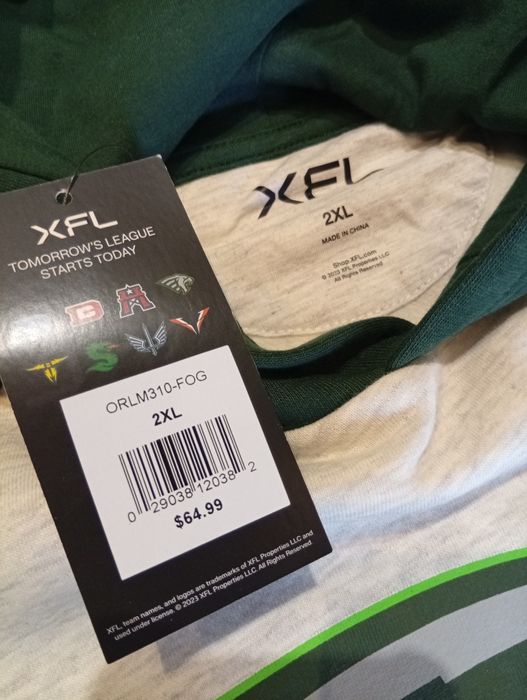 XFL
TOMORROW'S LEAGUE
STARTS TODAY
ORLM310-FOG
2XL
0 29038 12038 2
$64.99
XFL, team names, and logos are trademarks of XFL Properties LLC and
used under license. © 2023 XFL Properties LLC. All Rights Reserved.
XFL
2XL
MADE IN CHINA
Shop.XFL.com
© 2023 XFL Properties LLC
All Rights Reserved